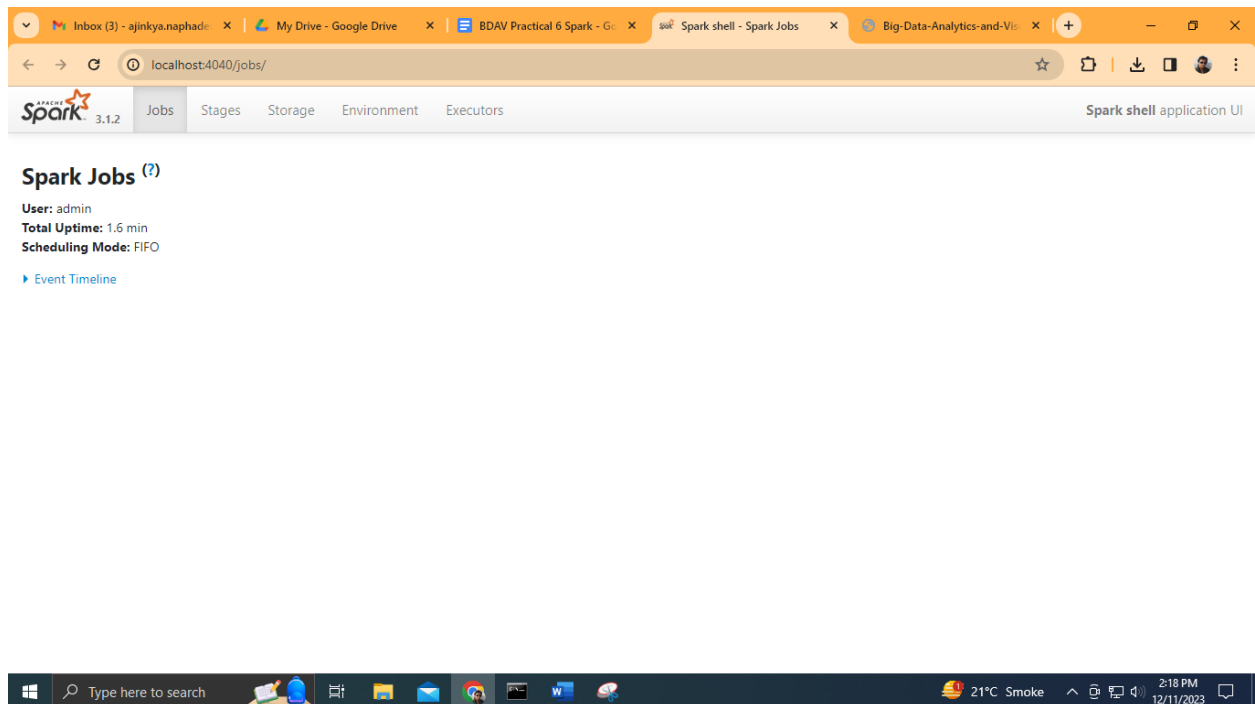 Inbox (3) - ajinkya.naphade
My Drive - Google Drive
BDAV Practical 6 Spark - Go
Spark shell - Spark Jobs
Big-Data-Analytics-and-Vis
localhost:4040/jobs/
APACHE Spark 3.1.2 Jobs Stages Storage Environment Executors Spark shell application UI
Spark Jobs (?)
User: admin
Total Uptime: 1.6 min
Scheduling Mode: FIFO
Event Timeline
Type here to search
21°C Smoke
2:18 PM
12/11/2023